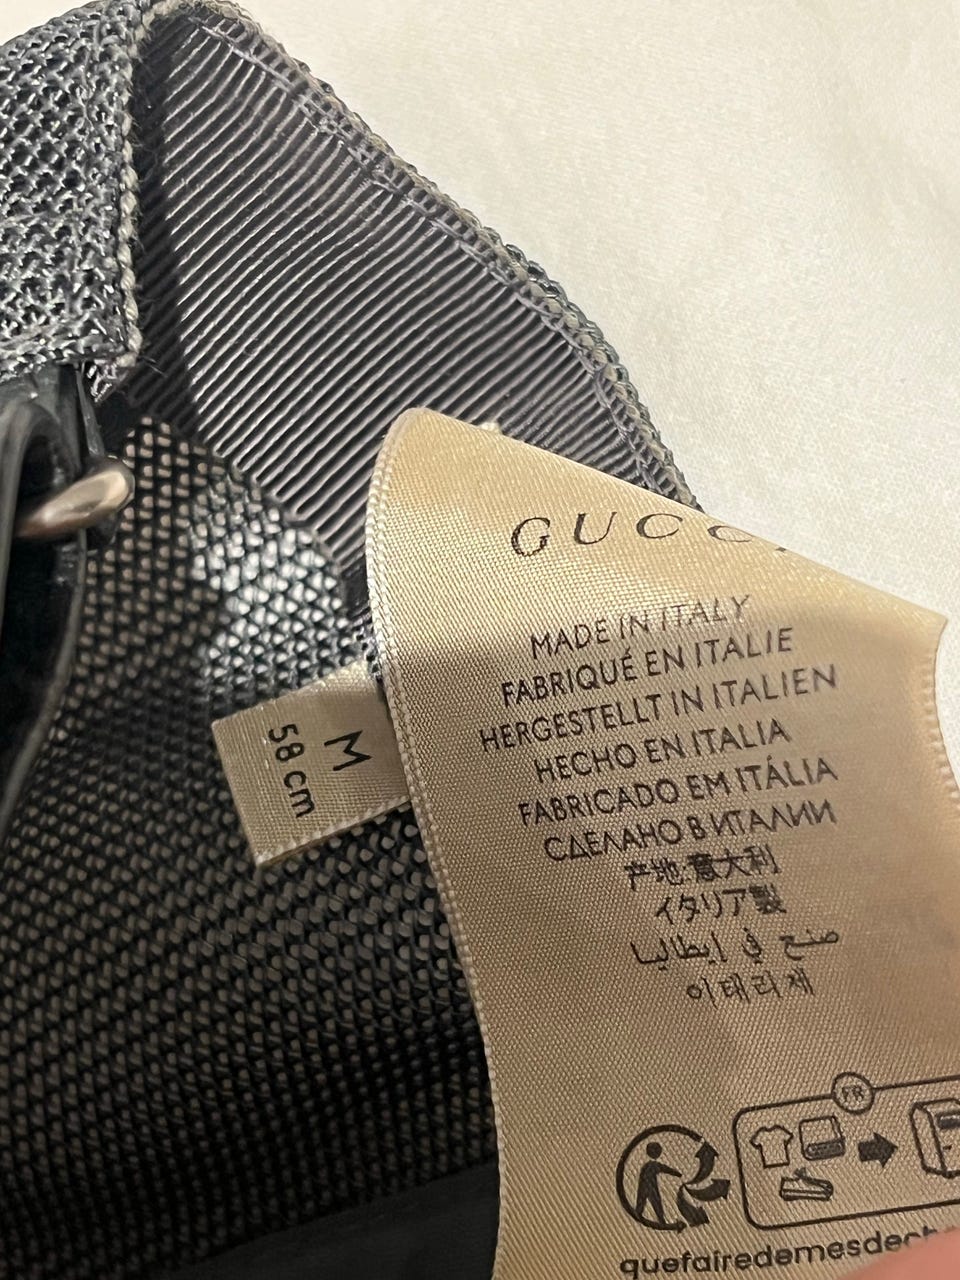 GUCCI
MADE IN ITALY
FABRIQUÉ EN ITALIE
HERGESTELLT IN ITALIEN
HECHO EN ITALIA
FABRICADO EM ITÁLIA
СДЕЛАНО В ИТАЛИИ
产地:意大利
イタリア製
صنع في إيطاليا
이태리제
FR
M
58 cm